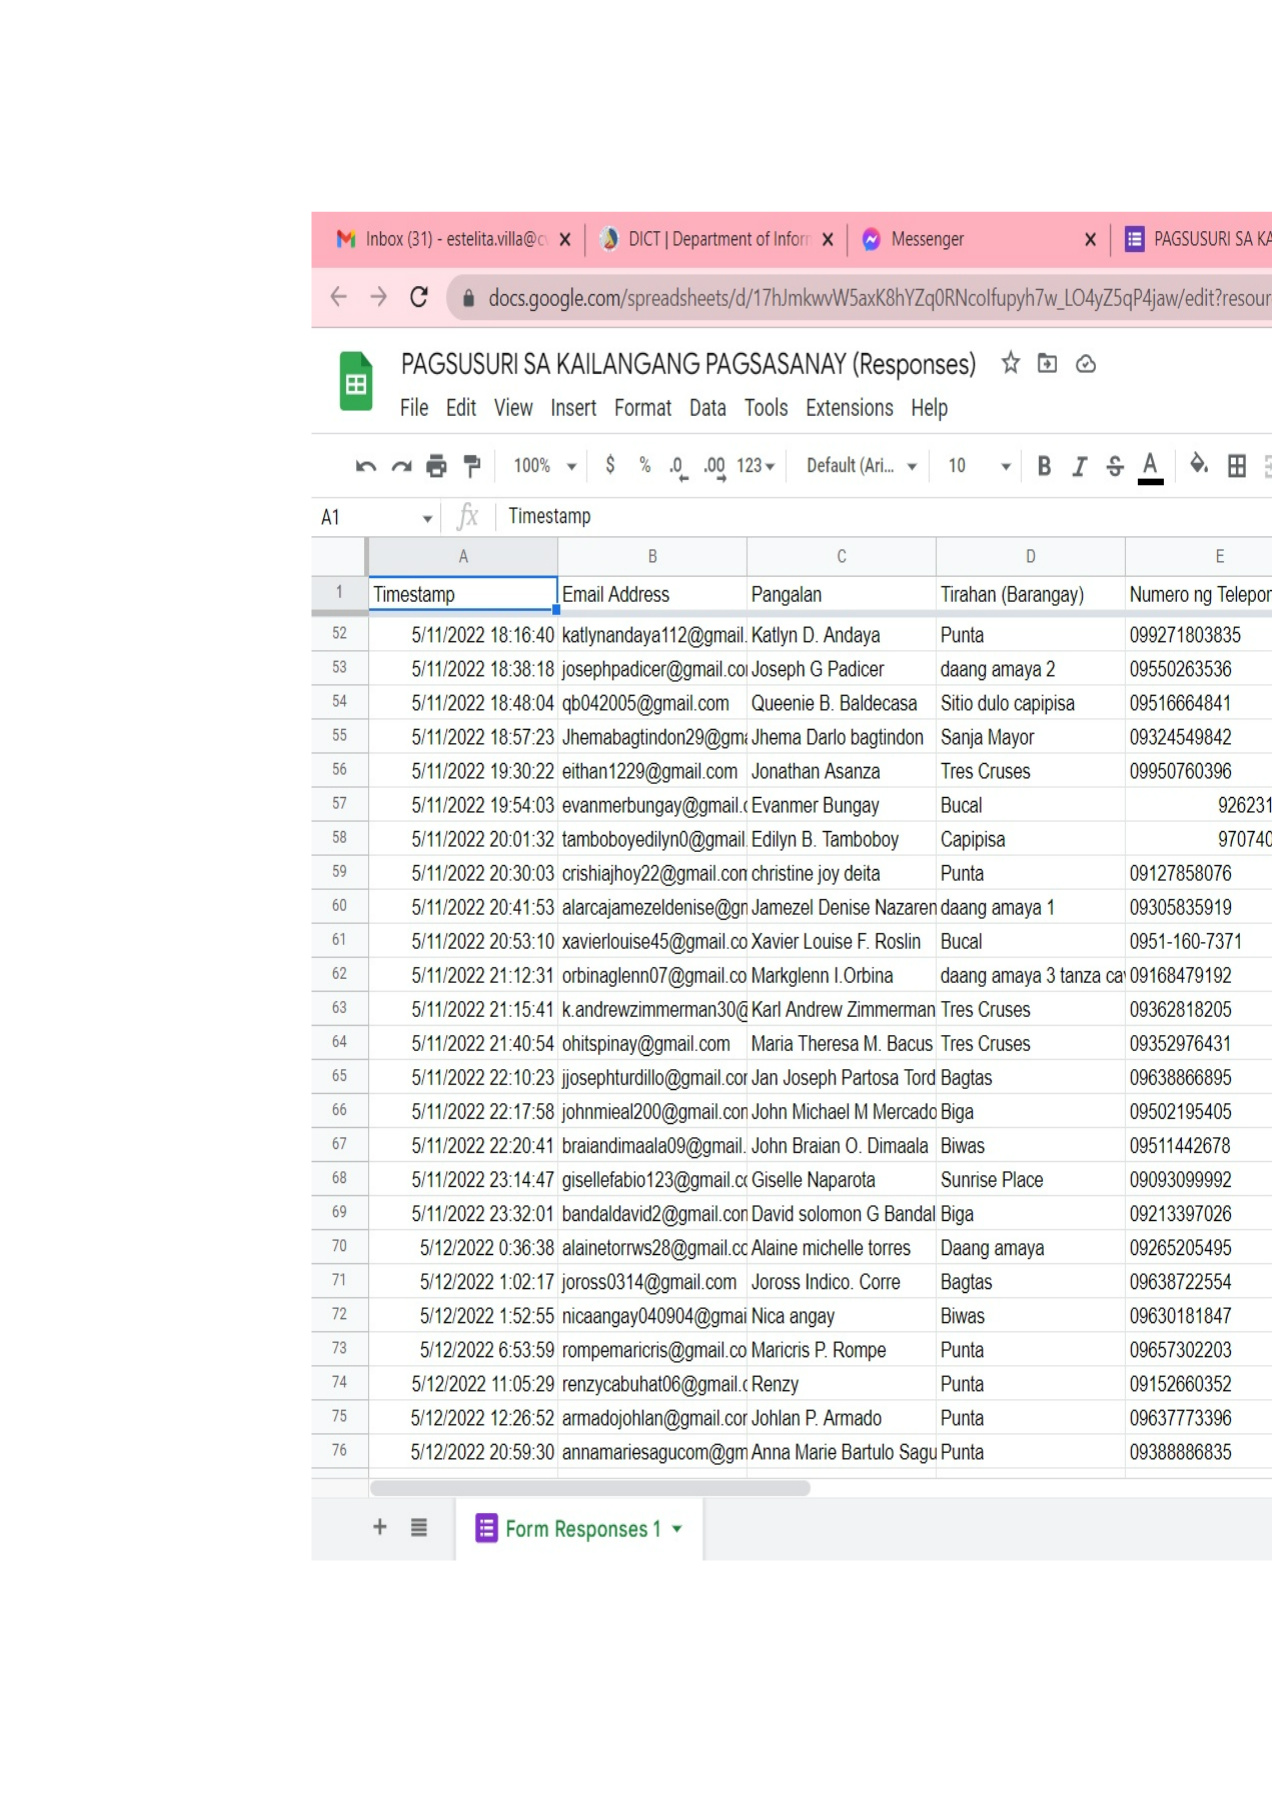 Inbox (31) - estelita.villa@c DICT | Department of Inforr Messenger PAGSUSURI SA KA
docs.google.com/spreadsheets/d/17hJmkwvW5axK8hYZq0RNcoIfupyh7w_LO4yZ5qP4jaw/edit?resour
PAGSUSURI SA KAILANGANG PAGSASANAY (Responses)
File Edit View Insert Format Data Tools Extensions Help
100% $ % .0 .00 123 Default (Ari... 10 B I S A
A1 fx Timestamp
A B C D E
1 Timestamp Email Address Pangalan Tirahan (Barangay) Numero ng Telepor
52 5/11/2022 18:16:40 katlynandaya112@gmail. Katlyn D. Andaya Punta 099271803835
53 5/11/2022 18:38:18 josephpadicer@gmail.co Joseph G Padicer daang amaya 2 09550263536
54 5/11/2022 18:48:04 qb042005@gmail.com Queenie B. Baldecasa Sitio dulo capipisa 09516664841
55 5/11/2022 18:57:23 Jhemabagtindon29@gma Jhema Darlo bagtindon Sanja Mayor 09324549842
56 5/11/2022 19:30:22 eithan1229@gmail.com Jonathan Asanza Tres Cruses 09950760396
57 5/11/2022 19:54:03 evanmerbungay@gmail.c Evanmer Bungay Bucal 926231
58 5/11/2022 20:01:32 tamboboyedilyn0@gmail. Edilyn B. Tamboboy Capipisa 970740
59 5/11/2022 20:30:03 crishiajhoy22@gmail.com christine joy deita Punta 09127858076
60 5/11/2022 20:41:53 alarcajamezeldenise@gm Jamezel Denise Nazaren daang amaya 1 09305835919
61 5/11/2022 20:53:10 xavierlouise45@gmail.co Xavier Louise F. Roslin Bucal 0951-160-7371
62 5/11/2022 21:12:31 orbinaglenn07@gmail.co Markglenn I.Orbina daang amaya 3 tanza cav 09168479192
63 5/11/2022 21:15:41 k.andrewzimmerman30@ Karl Andrew Zimmerman Tres Cruses 09362818205
64 5/11/2022 21:40:54 ohitspinay@gmail.com Maria Theresa M. Bacus Tres Cruses 09352976431
65 5/11/2022 22:10:23 jjosephturdillo@gmail.cor Jan Joseph Partosa Tord Bagtas 09638866895
66 5/11/2022 22:17:58 johnmieal200@gmail.com John Michael M Mercado Biga 09502195405
67 5/11/2022 22:20:41 braiandimaala09@gmail. John Braian O. Dimaala Biwas 09511442678
68 5/11/2022 23:14:47 gisellefabio123@gmail.cc Giselle Naparota Sunrise Place 09093099992
69 5/11/2022 23:32:01 bandaldavid2@gmail.com David solomon G Bandal Biga 09213397026
70 5/12/2022 0:36:38 alainetorrws28@gmail.cc Alaine michelle torres Daang amaya 09265205495
71 5/12/2022 1:02:17 joross0314@gmail.com Joross Indico. Corre Bagtas 09638722554
72 5/12/2022 1:52:55 nicaangay040904@gmai Nica angay Biwas 09630181847
73 5/12/2022 6:53:59 rompemaricris@gmail.co Maricris P. Rompe Punta 09657302203
74 5/12/2022 11:05:29 renzycabuhat06@gmail.c Renzy Punta 09152660352
75 5/12/2022 12:26:52 armadojohlan@gmail.cor Johlan P. Armado Punta 09637773396
76 5/12/2022 20:59:30 annamariesagucom@gm Anna Marie Bartulo Sagu Punta 09388886835
Form Responses 1